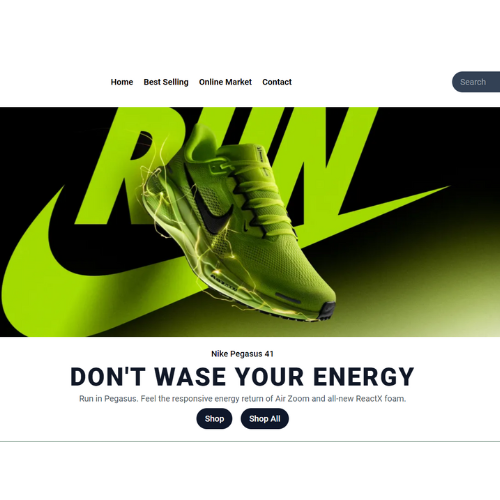 Home Best Selling Online Market Contact
Search
RUN
Nike Pegasus 41
DON'T WASE YOUR ENERGY
Run in Pegasus. Feel the responsive energy return of Air Zoom and all-new ReactX foam.
Shop Shop All